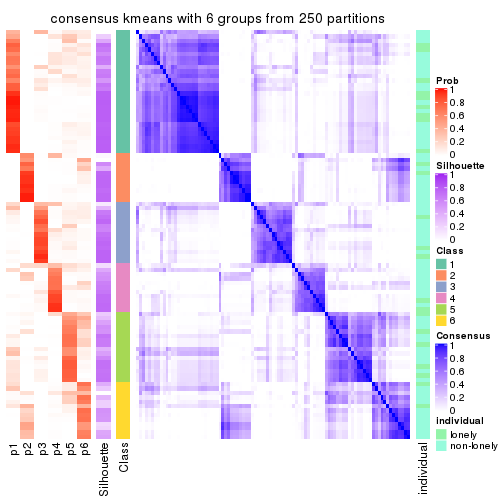 consensus kmeans with 6 groups from 250 partitions
Prob
1
0.8
0.6
0.4
0.2
0
Silhouette
1
0.8
0.6
0.4
0.2
0
Class
1
2
3
4
5
6
Consensus
1
0.8
0.6
0.4
0.2
0
individual
lonely
non-lonely
p1
p2
p3
p4
p5
p6
Silhouette
Class
individual